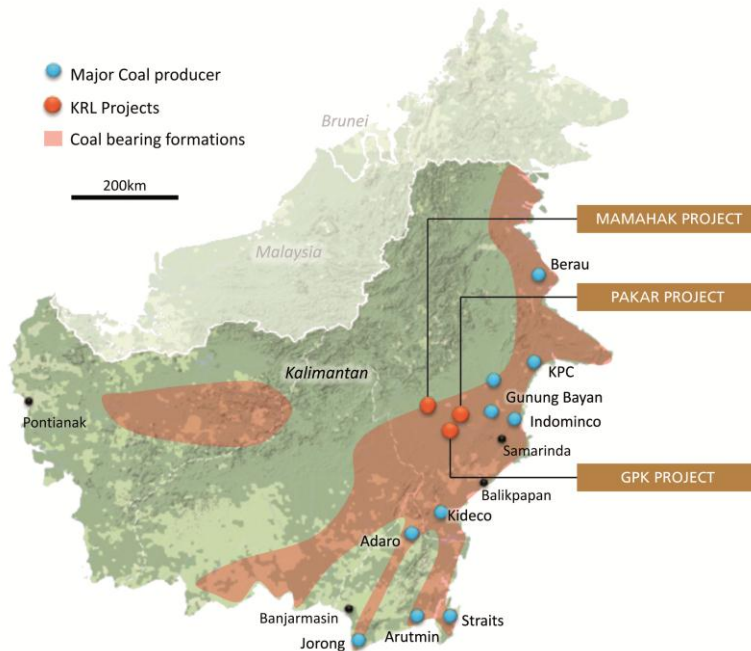 Major Coal producer
KRL Projects
Coal bearing formations
200km
Brunei
Malaysia
MAMAHAK PROJECT
Berau
PAKAR PROJECT
KPC
Kalimantan
Gunung Bayan
Indominco
Pontianak
Samarinda
GPK PROJECT
Balikpapan
Kideco
Adaro
Banjarmasin
Jorong
Arutmin
Straits